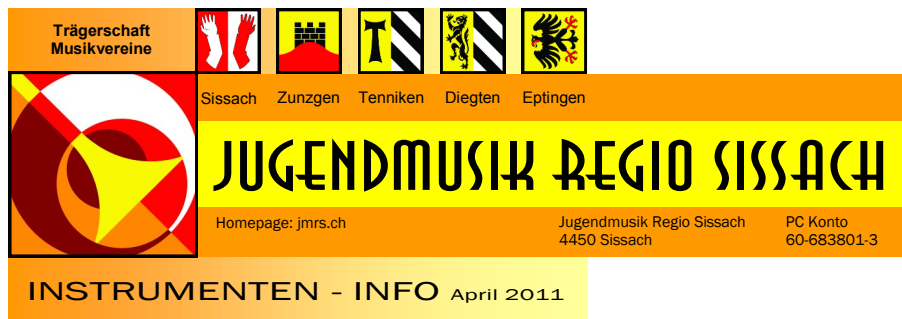 Trägerschaft
Musikvereine
Sissach Zunzgen Tenniken Diegten Eptingen
JUGENDMUSIK REGIO SISSACH
Homepage: jmrs.ch
Jugendmusik Regio Sissach
4450 Sissach
PC Konto
60-683801-3
INSTRUMENTEN - INFO April 2011